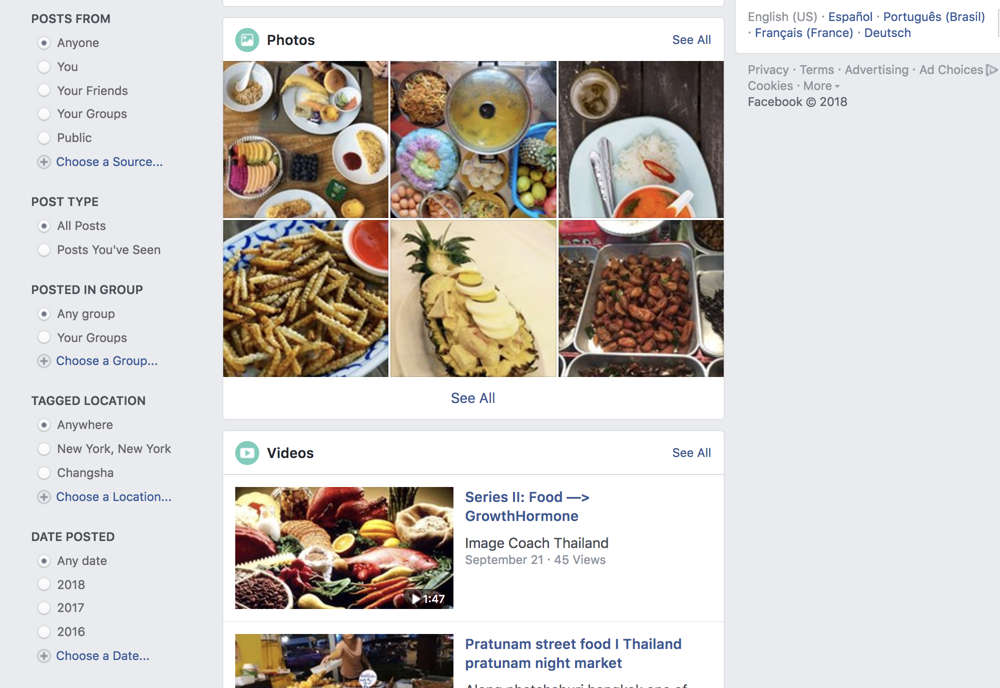 POSTS FROM
Anyone
You
Your Friends
Your Groups
Public
Choose a Source...
POST TYPE
All Posts
Posts You've Seen
POSTED IN GROUP
Any group
Your Groups
Choose a Group...
TAGGED LOCATION
Anywhere
New York, New York
Changsha
Choose a Location...
DATE POSTED
Any date
2018
2017
2016
Choose a Date...
Photos
See All
See All
Videos
See All
1:47
Series II: Food —>
GrowthHormone
Image Coach Thailand
September 21 · 45 Views
Pratunam street food I Thailand
pratunam night market
English (US) · Español · Português (Brasil)
· Français (France) · Deutsch
Privacy · Terms · Advertising · Ad Choices
Cookies · More
Facebook © 2018